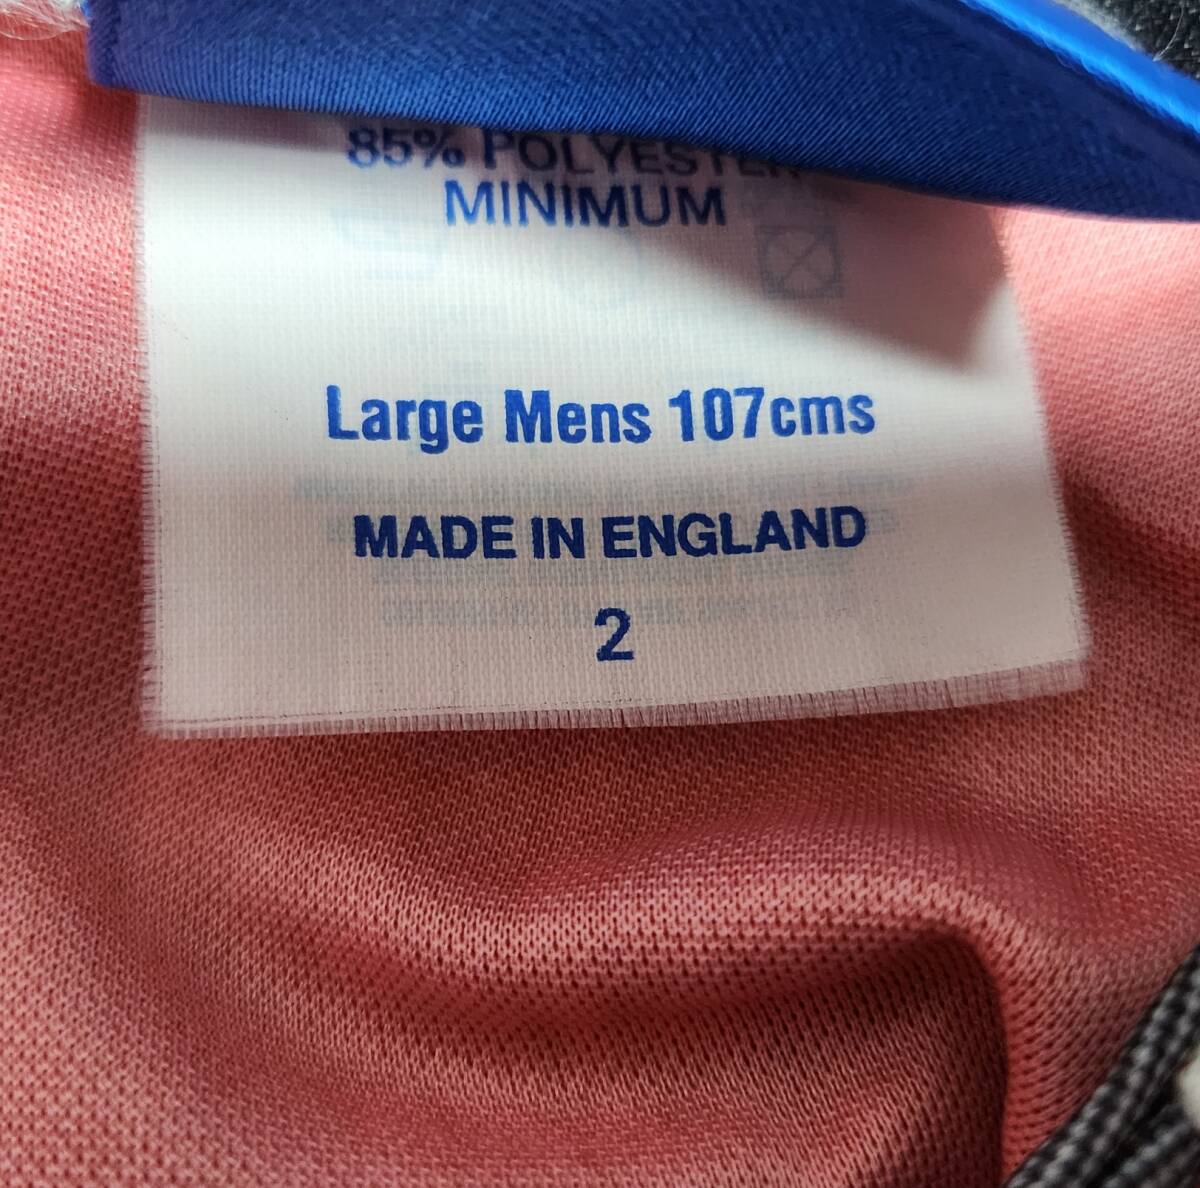 85% POLYESTER
MINIMUM
Large Mens 107cms
MADE IN ENGLAND
2